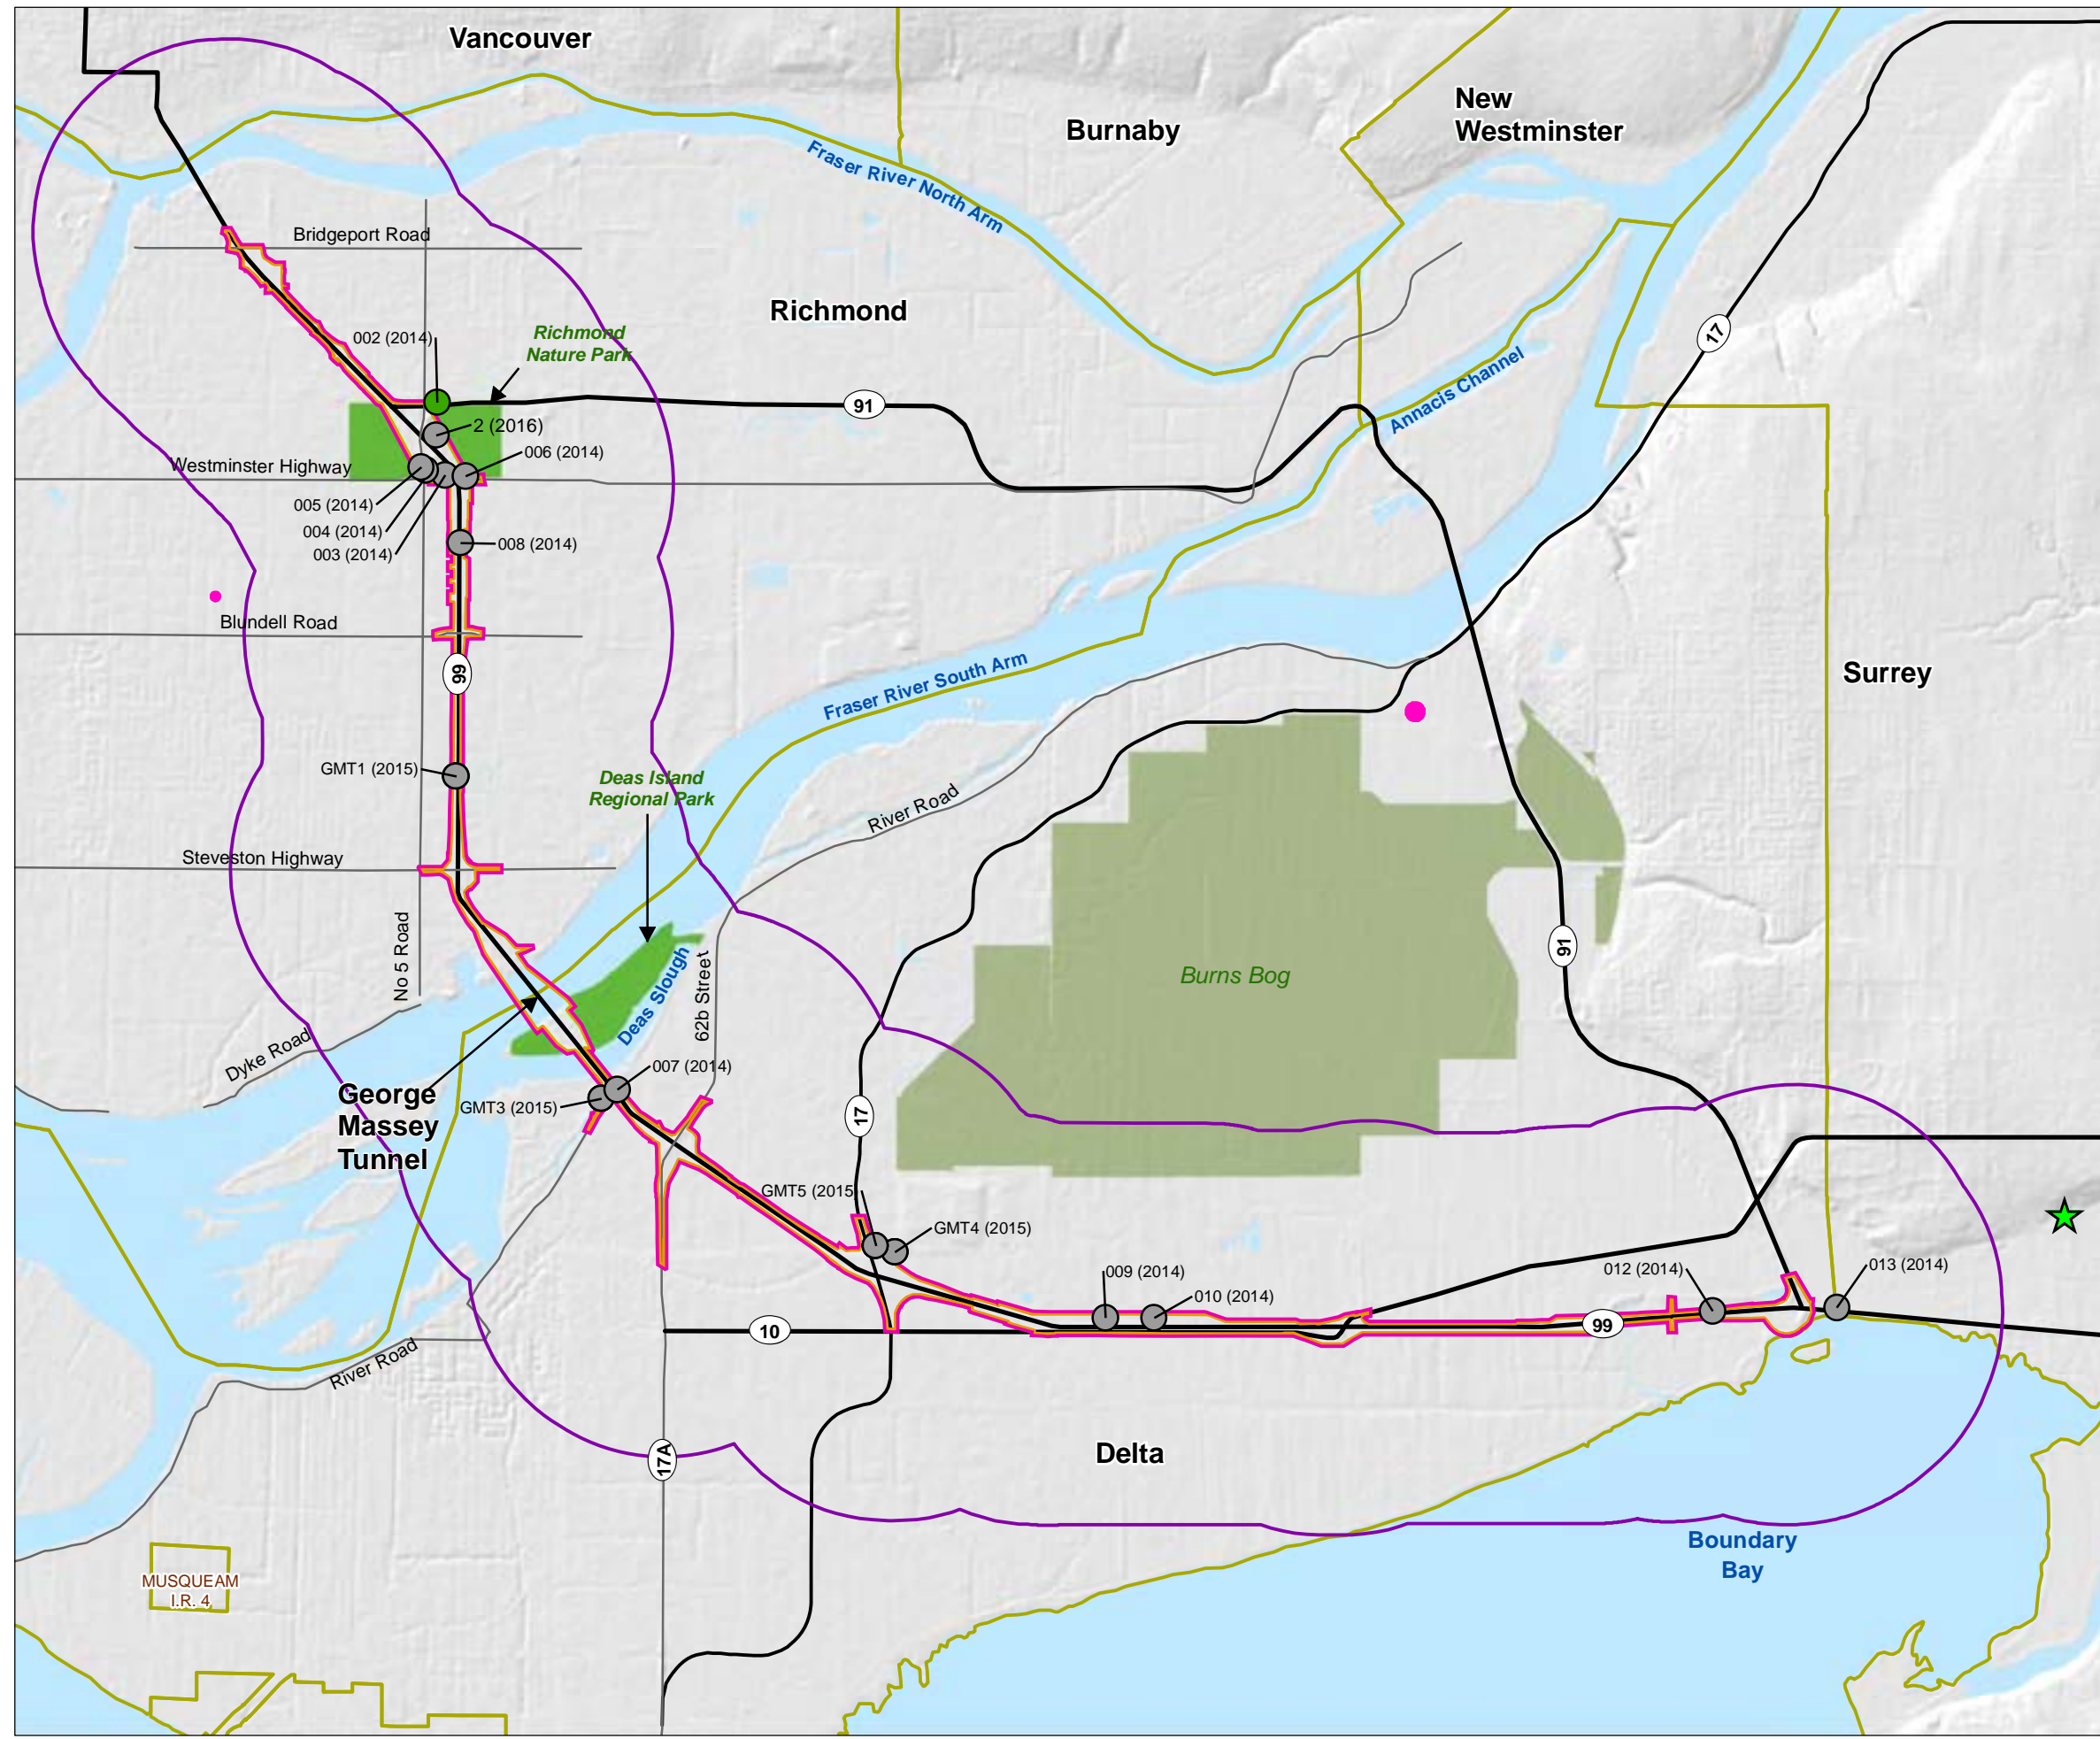 Vancouver
New
Westminster
Burnaby
Fraser River North Arm
Bridgeport Road
Richmond
17
002 (2014)
Richmond
Nature Park
91
Annacis Channel
2 (2016)
006 (2014)
Westminster Highway
005 (2014)
004 (2014)
003 (2014)
008 (2014)
Blundell Road
99
Fraser River South Arm
Surrey
GMT1 (2015)
Deas Island
Regional Park
River Road
Steveston Highway
No 5 Road
Deas Slough
62b Street
Burns Bog
91
Dyke Road
George
Massey
Tunnel
007 (2014)
GMT3 (2015)
17
GMT5 (2015
GMT4 (2015)
009 (2014)
010 (2014)
012 (2014)
013 (2014)
10
99
River Road
17A
Delta
Boundary
Bay
MUSQUEAM
I.R. 4